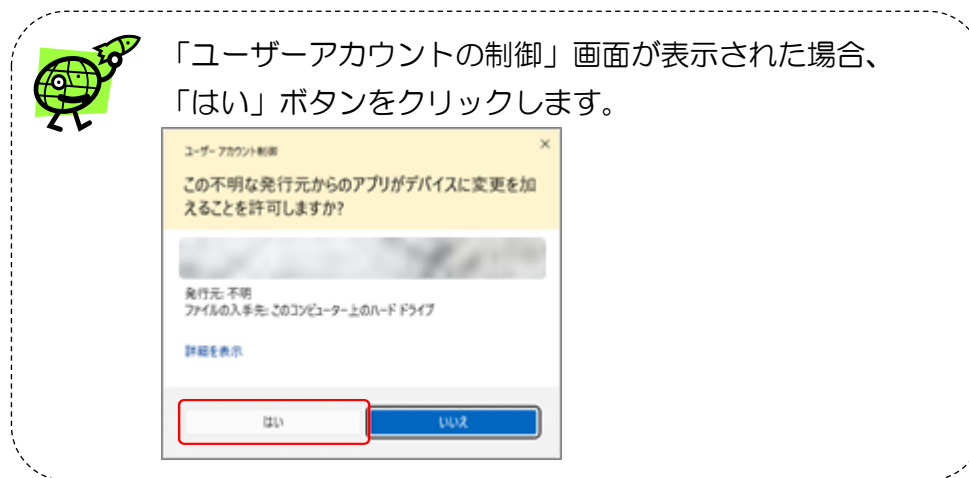 「ユーザーアカウントの制御」画面が表示された場合、
「はい」ボタンをクリックします。
ユーザー アカウント制御
×
この不明な発行元からのアプリがデバイスに変更を加
えることを許可しますか?
発行元: 不明
ファイルの入手先: このコンピューター上のハード ドライブ
詳細を表示
はい
いいえ